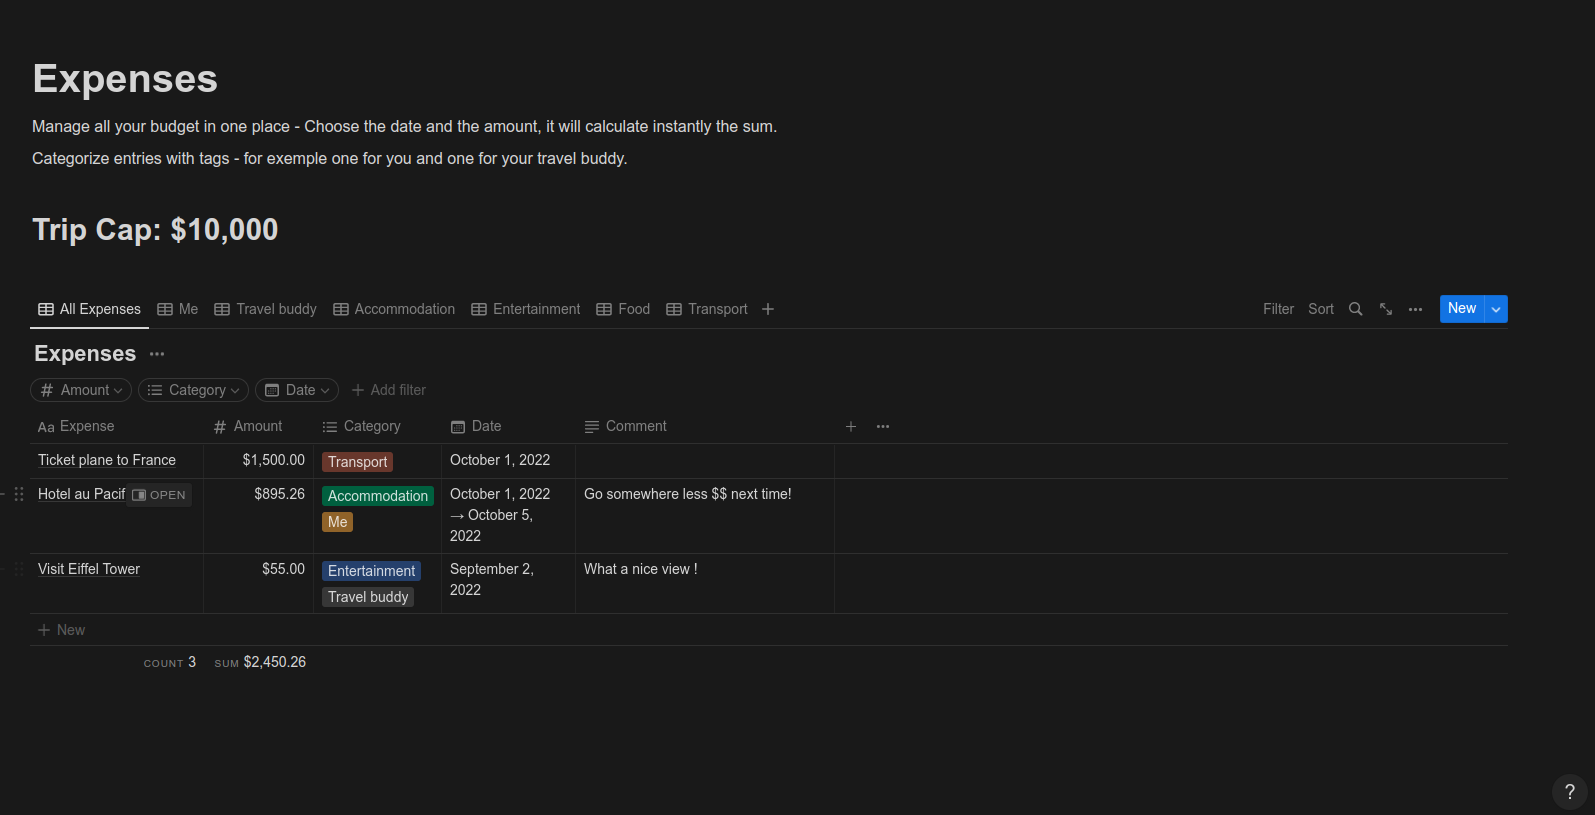 Expenses
Manage all your budget in one place - Choose the date and the amount, it will calculate instantly the sum.
Categorize entries with tags - for exemple one for you and one for your travel buddy.
Trip Cap: $10,000
All Expenses Me Travel buddy Accommodation Entertainment Food Transport Filter Sort New
Expenses
Amount Category Date Add filter
Aa Expense Amount Category Date Comment
Ticket plane to France $1,500.00 Transport October 1, 2022
Hotel au Pacif OPEN $895.26 Accommodation October 1, 2022 Go somewhere less $$ next time!
→ October 5,
Me
2022
Visit Eiffel Tower $55.00 Entertainment September 2, What a nice view !
2022
Travel buddy
New
COUNT 3 SUM $2,450.26
?